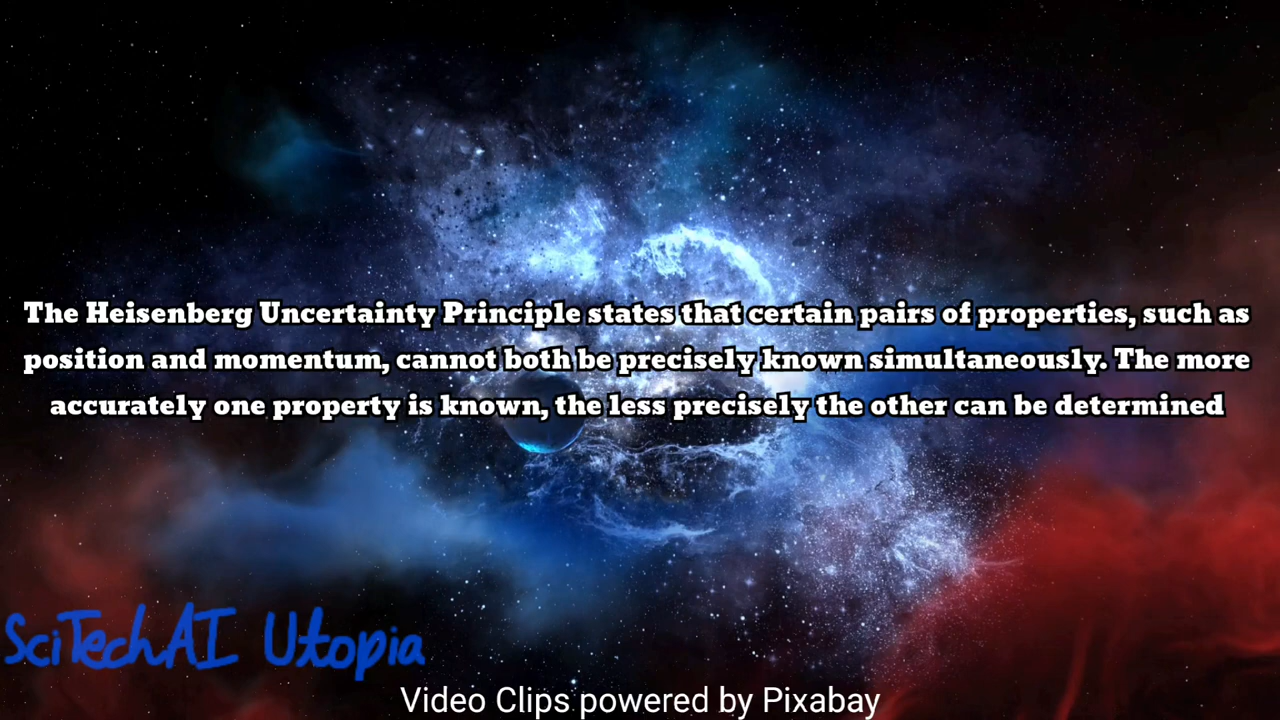 The Heisenberg Uncertainty Principle states that certain pairs of properties, such as
position and momentum, cannot both be precisely known simultaneously. The more
accurately one property is known, the less precisely the other can be determined
SciTechAI Utopia
Video Clips powered by Pixabay